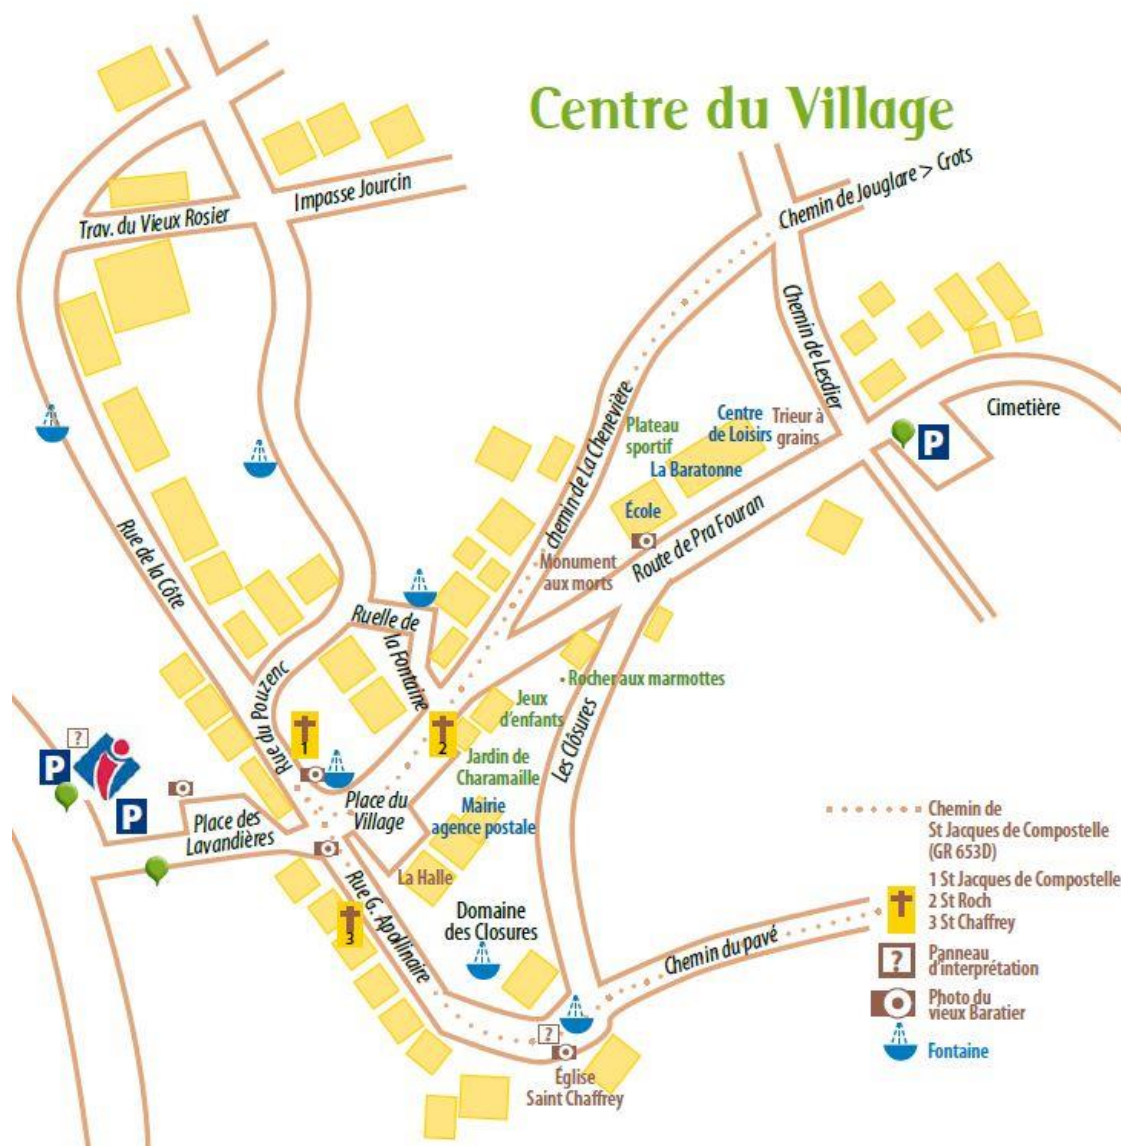 Centre du Village
Impasse Jourcin
Trav. du Vieux Rosier
Chemin de Jouglare > Crots
Chemin de Lesdier
Cimetière
P
chemin de La Chenevière
Plateau
sportif
Centre
de Loisirs
Trieur à
grains
La Baratonne
École
Route de Pra Fouran
Monument
aux morts
Rue de la Côte
Ruelle de
la Fontaine
Rue du Pouzenc
• Rocher aux marmottes
Jeux
d'enfants
Les Clôsures
1
2
Jardin de
Charamaille
?
P
i
P
Place du
Village
Mairie
agence postale
Place des
Lavandières
La Halle
Rue G. Apollinaire
3
Domaine
des Closures
Chemin du pavé
?
Église
Saint Chaffrey
Chemin de
St Jacques de Compostelle
(GR 653D)
1 St Jacques de Compostelle
2 St Roch
3 St Chaffrey
?
Panneau
d'interprétation
Photo du
vieux Baratier
Fontaine